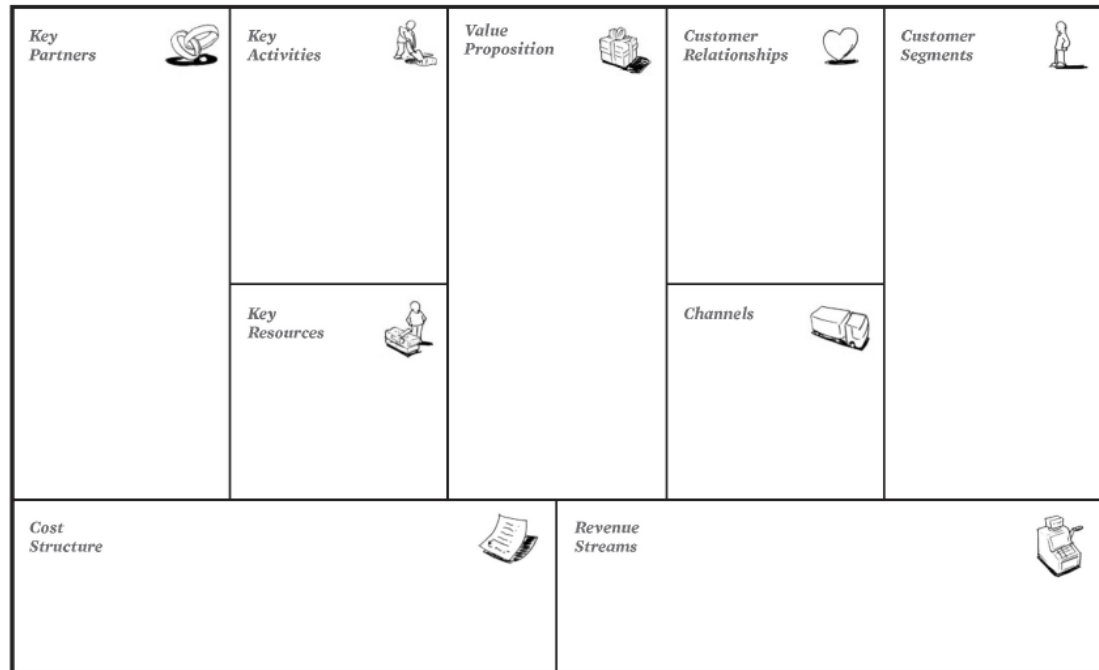 Key
Partners
Key
Activities
Value
Proposition
Customer
Relationships
Customer
Segments
Key
Resources
Channels
Cost
Structure
Revenue
Streams